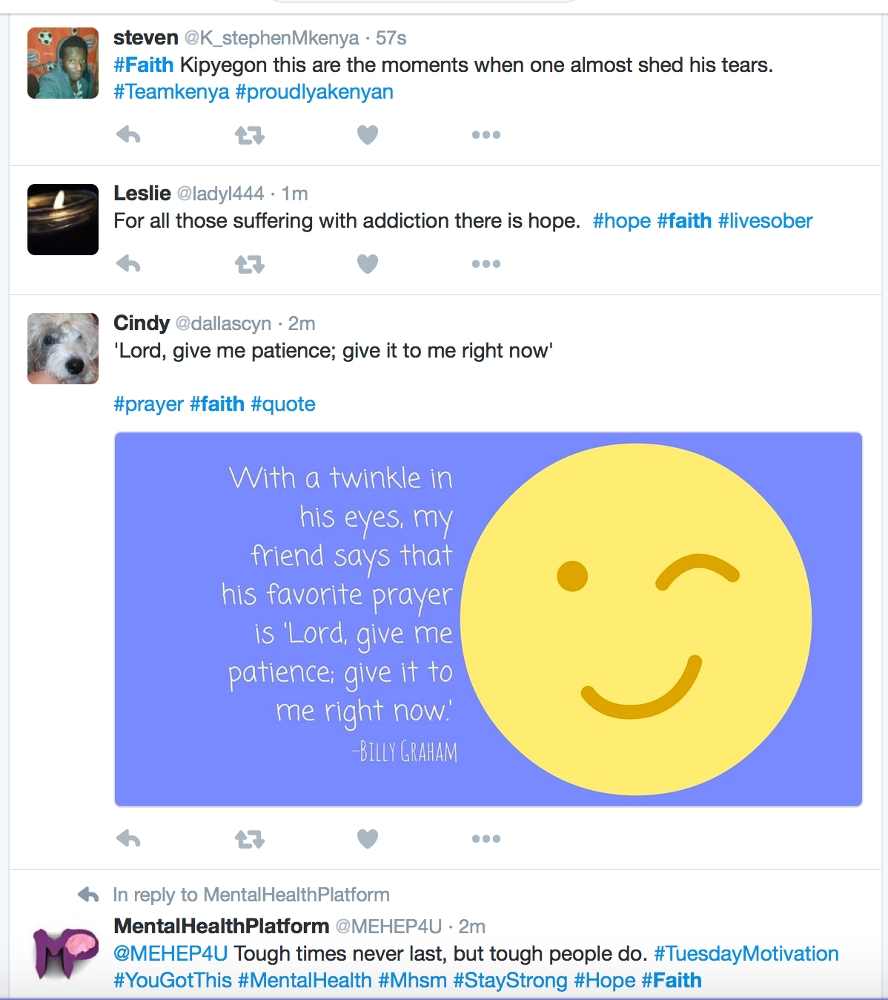 steven @K_stephenMkenya · 57s
#Faith Kipyegon this are the moments when one almost shed his tears.
#Teamkenya #proudlyakenyan
Leslie @ladyl444 · 1m
For all those suffering with addiction there is hope. #hope #faith #livesober
Cindy @dallascyn · 2m
'Lord, give me patience; give it to me right now'
#prayer #faith #quote
With a twinkle in
his eyes, my
friend says that
his favorite prayer
is 'Lord, give me
patience; give it to
me right now.'
-BILLY GRAHAM
In reply to MentalHealthPlatform
MP
MentalHealthPlatform @MEHEP4U · 2m
@MEHEP4U Tough times never last, but tough people do. #TuesdayMotivation
#YouGotThis #MentalHealth #Mhsm #StayStrong #Hope #Faith